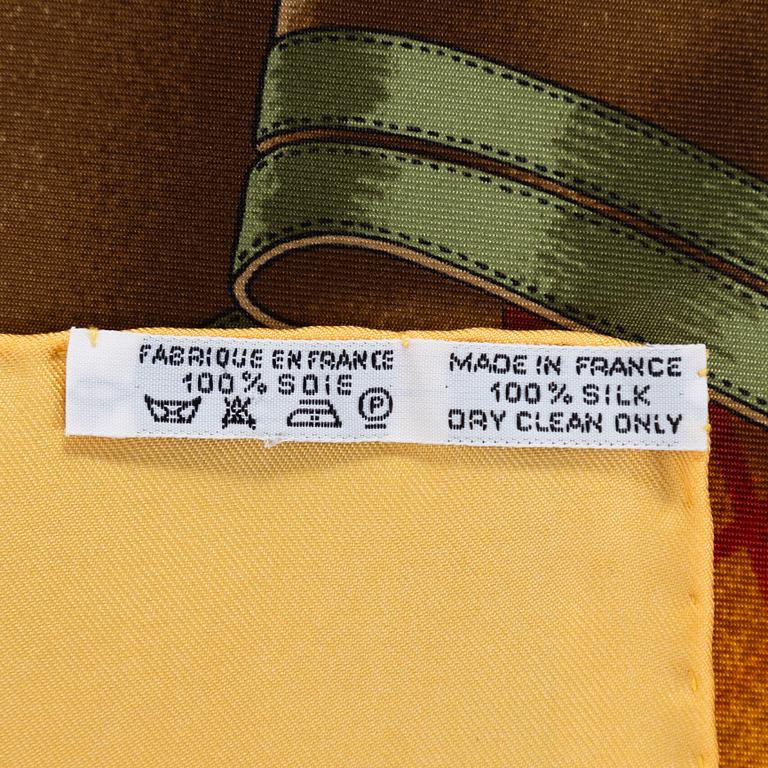 FABRIQUE EN FRANCE
100% SOIE
P
MADE IN FRANCE
100% SILK
DRY CLEAN ONLY